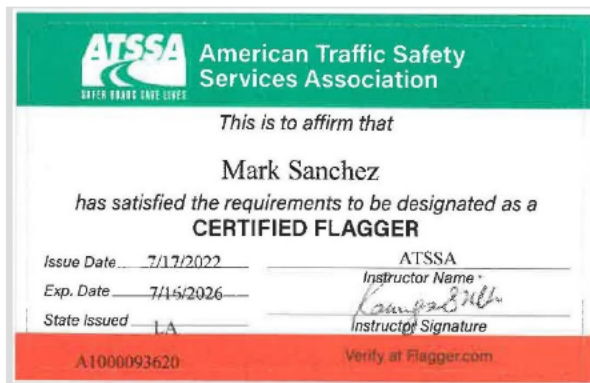 ATSSA
SAFER ROADS SAVE LIVES
American Traffic Safety
Services Association
This is to affirm that
Mark Sanchez
has satisfied the requirements to be designated as a
CERTIFIED FLAGGER
Issue Date 7/17/2022
ATSSA
Instructor Name
Exp. Date 7/16/2026
State Issued LA
Instructor Signature
A1000093620
Verify at Flagger.com